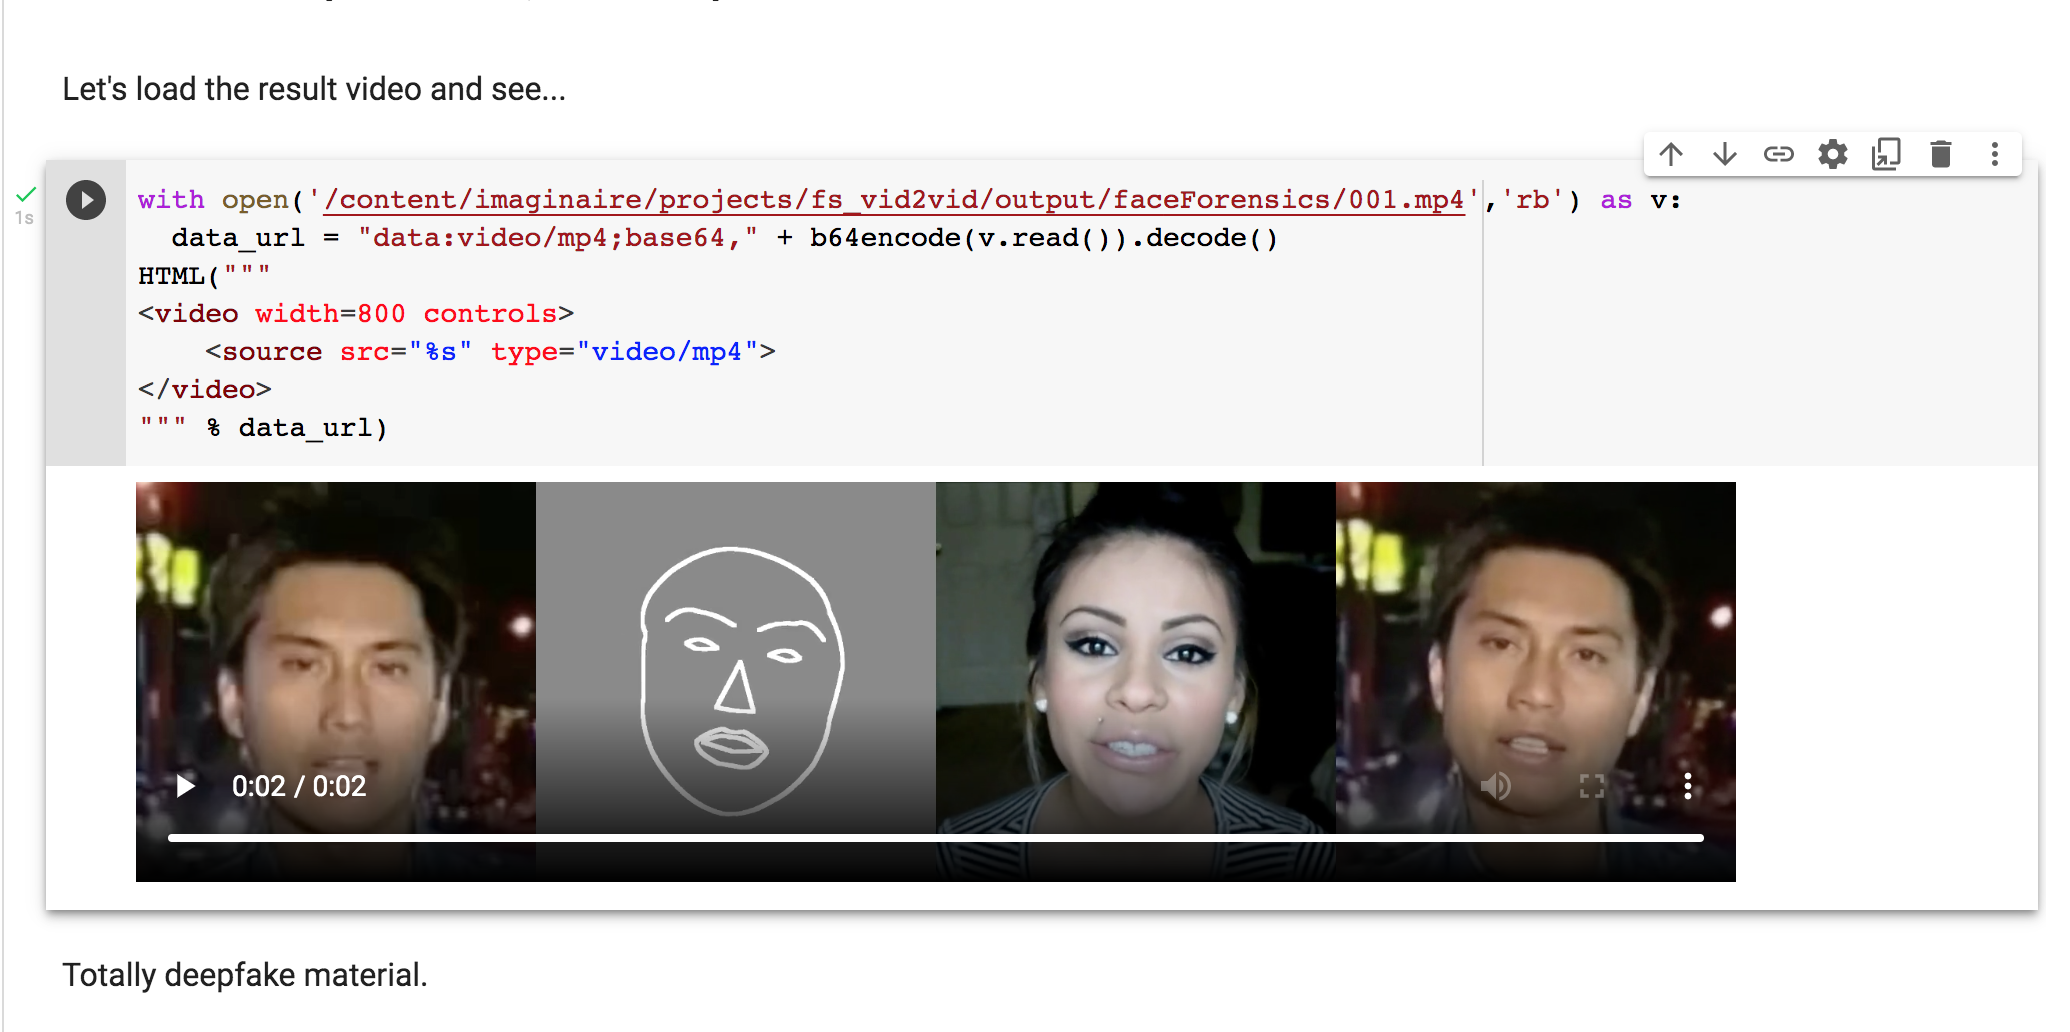 Let's load the result video and see...
1s
with open('/content/imaginaire/projects/fs_vid2vid/output/faceForensics/001.mp4','rb') as v:
  data_url = "data:video/mp4;base64," + b64encode(v.read()).decode()
HTML("""
<video width=800 controls>
    <source src="%s" type="video/mp4">
</video>
""" % data_url)
0:02 / 0:02
Totally deepfake material.